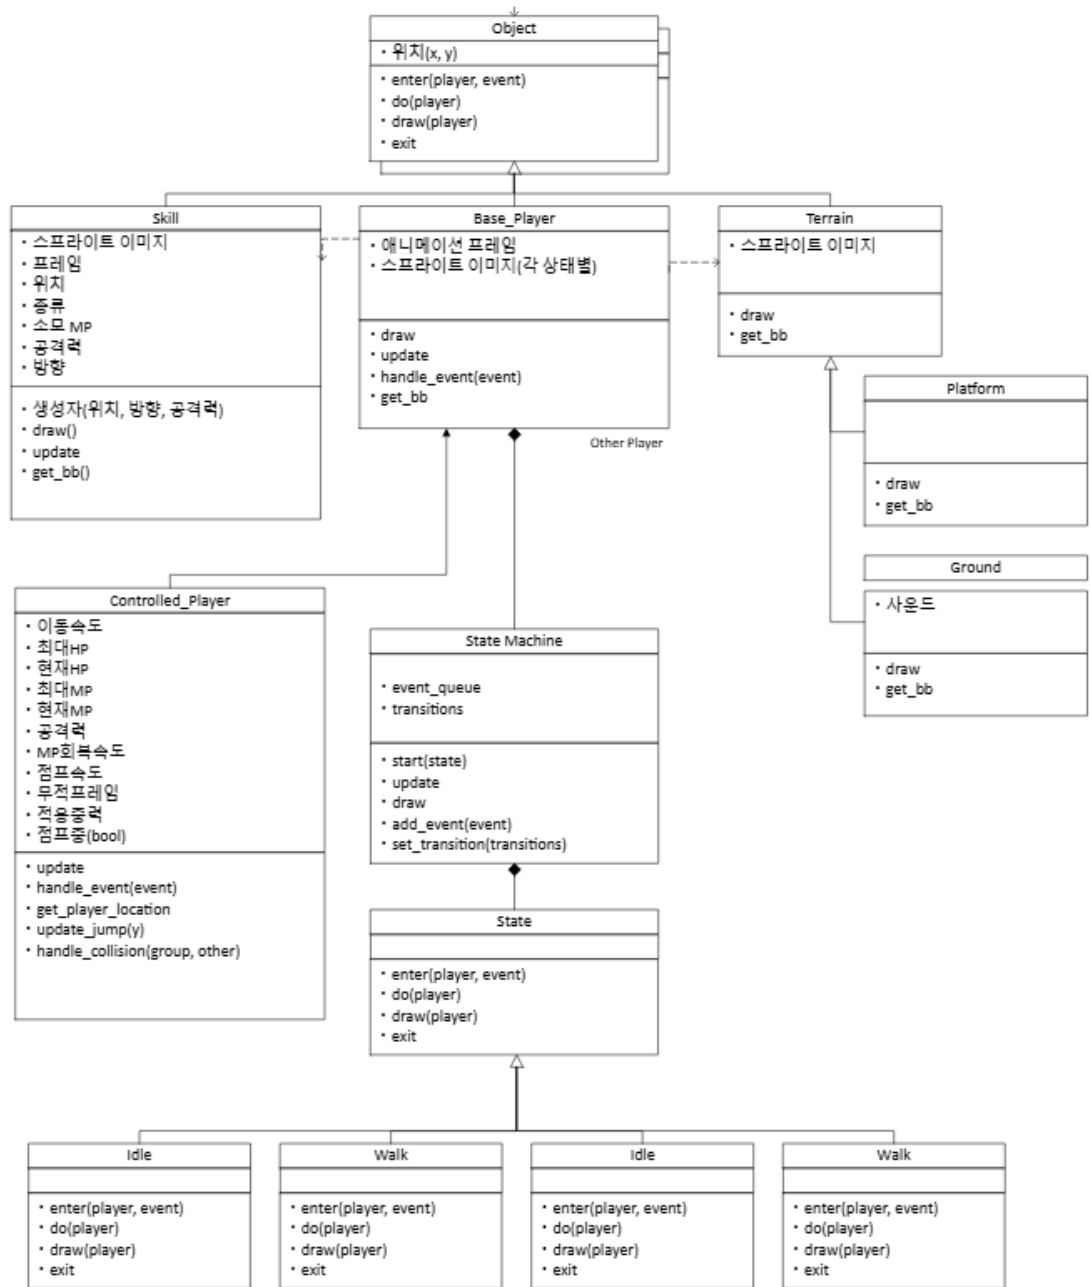 Object
· 위치(x, y)
· enter(player, event)
· do(player)
· draw(player)
· exit
Skill
· 스프라이트 이미지
· 프레임
· 위치
· 종류
· 소모 MP
· 공격력
· 방향
· 생성자(위치, 방향, 공격력)
· draw()
· update
· get_bb()
Base_Player
· 애니메이션 프레임
· 스프라이트 이미지(각 상태별)
· draw
· update
· handle_event(event)
· get_bb
Other Player
Terrain
· 스프라이트 이미지
· draw
· get_bb
Platform
· draw
· get_bb
Ground
· 사운드
· draw
· get_bb
Controlled_Player
· 이동속도
· 최대HP
· 현재HP
· 최대MP
· 현재MP
· 공격력
· MP회복속도
· 점프속도
· 무적프레임
· 적용중력
· 점프중(bool)
· update
· handle_event(event)
· get_player_location
· update_jump(y)
· handle_collision(group, other)
State Machine
· event_queue
· transitions
· start(state)
· update
· draw
· add_event(event)
· set_transition(transitions)
State
· enter(player, event)
· do(player)
· draw(player)
· exit
Idle
· enter(player, event)
· do(player)
· draw(player)
· exit
Walk
· enter(player, event)
· do(player)
· draw(player)
· exit
Idle
· enter(player, event)
· do(player)
· draw(player)
· exit
Walk
· enter(player, event)
· do(player)
· draw(player)
· exit